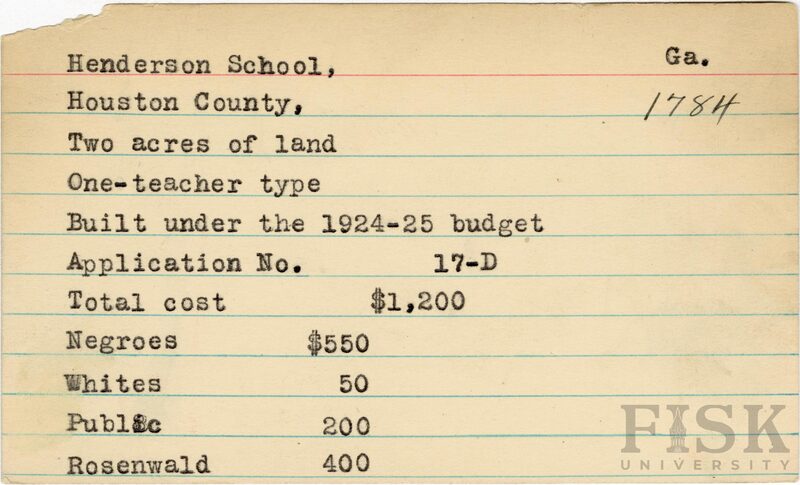 Henderson School, Ga.
Houston County, 1784
Two acres of land
One-teacher type
Built under the 1924-25 budget
Application No. 17-D
Total cost $1,200
Negroes $550
Whites 50
Public 200
Rosenwald 400
FISK
UNIVERSITY